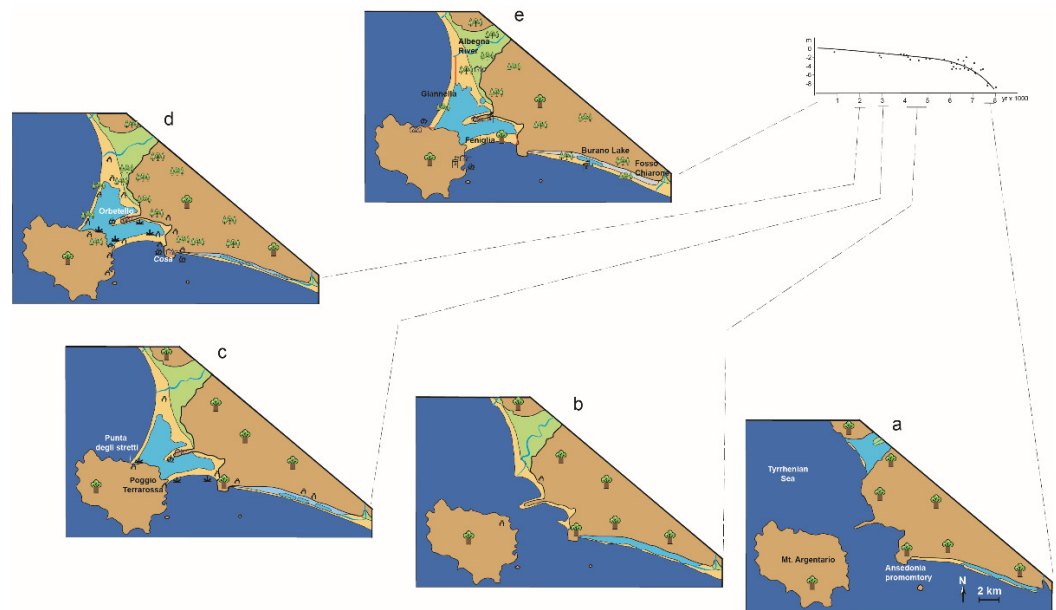 e
Albegna
River
Giannella
Feniglia
Burano Lake
Fosso
Chiarone
m
0
-2
-4
-6
-8
1
2
3
4
5
6
7
8
yr x 1000
d
Orbetello
Cosa
c
Punta
degli stretti
Poggio
Terrarossa
b
a
Tyrrhenian
Sea
Mt. Argentario
Ansedonia
promomtory
N
2 km